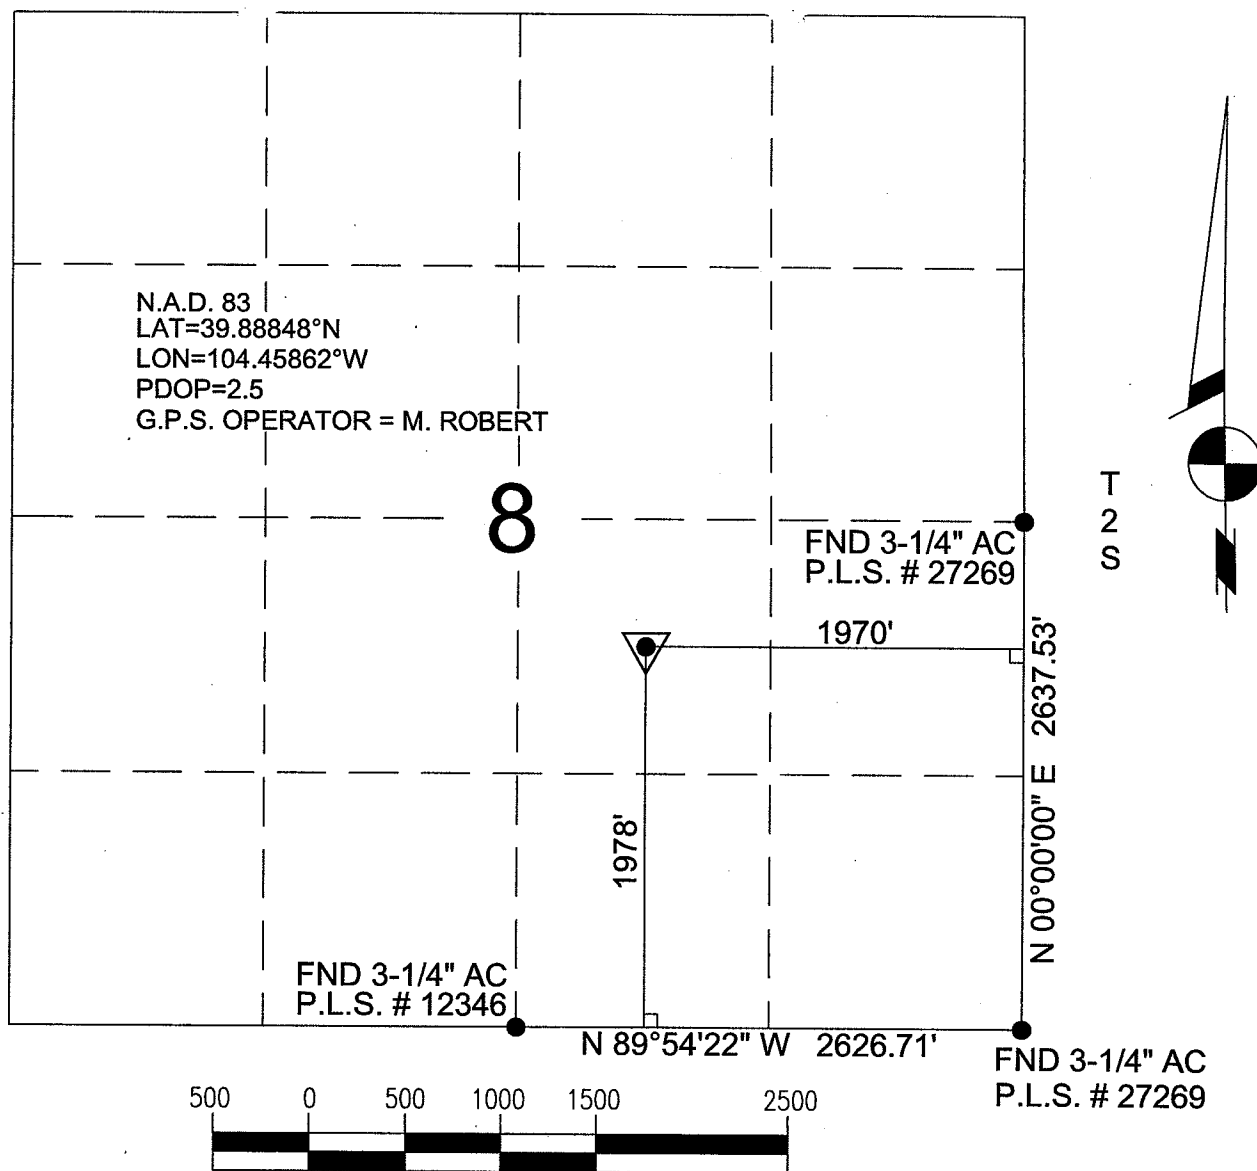 N.A.D. 83
LAT=39.88848°N
LON=104.45862°W
PDOP=2.5
G.P.S. OPERATOR = M. ROBERT
8
FND 3-1/4" AC
P.L.S. # 27269
T
2
S
1970'
N 00°00'00" E 2637.53'
1978'
FND 3-1/4" AC
P.L.S. # 12346
N 89°54'22" W 2626.71'
FND 3-1/4" AC
P.L.S. # 27269
500 0 500 1000 1500 2500